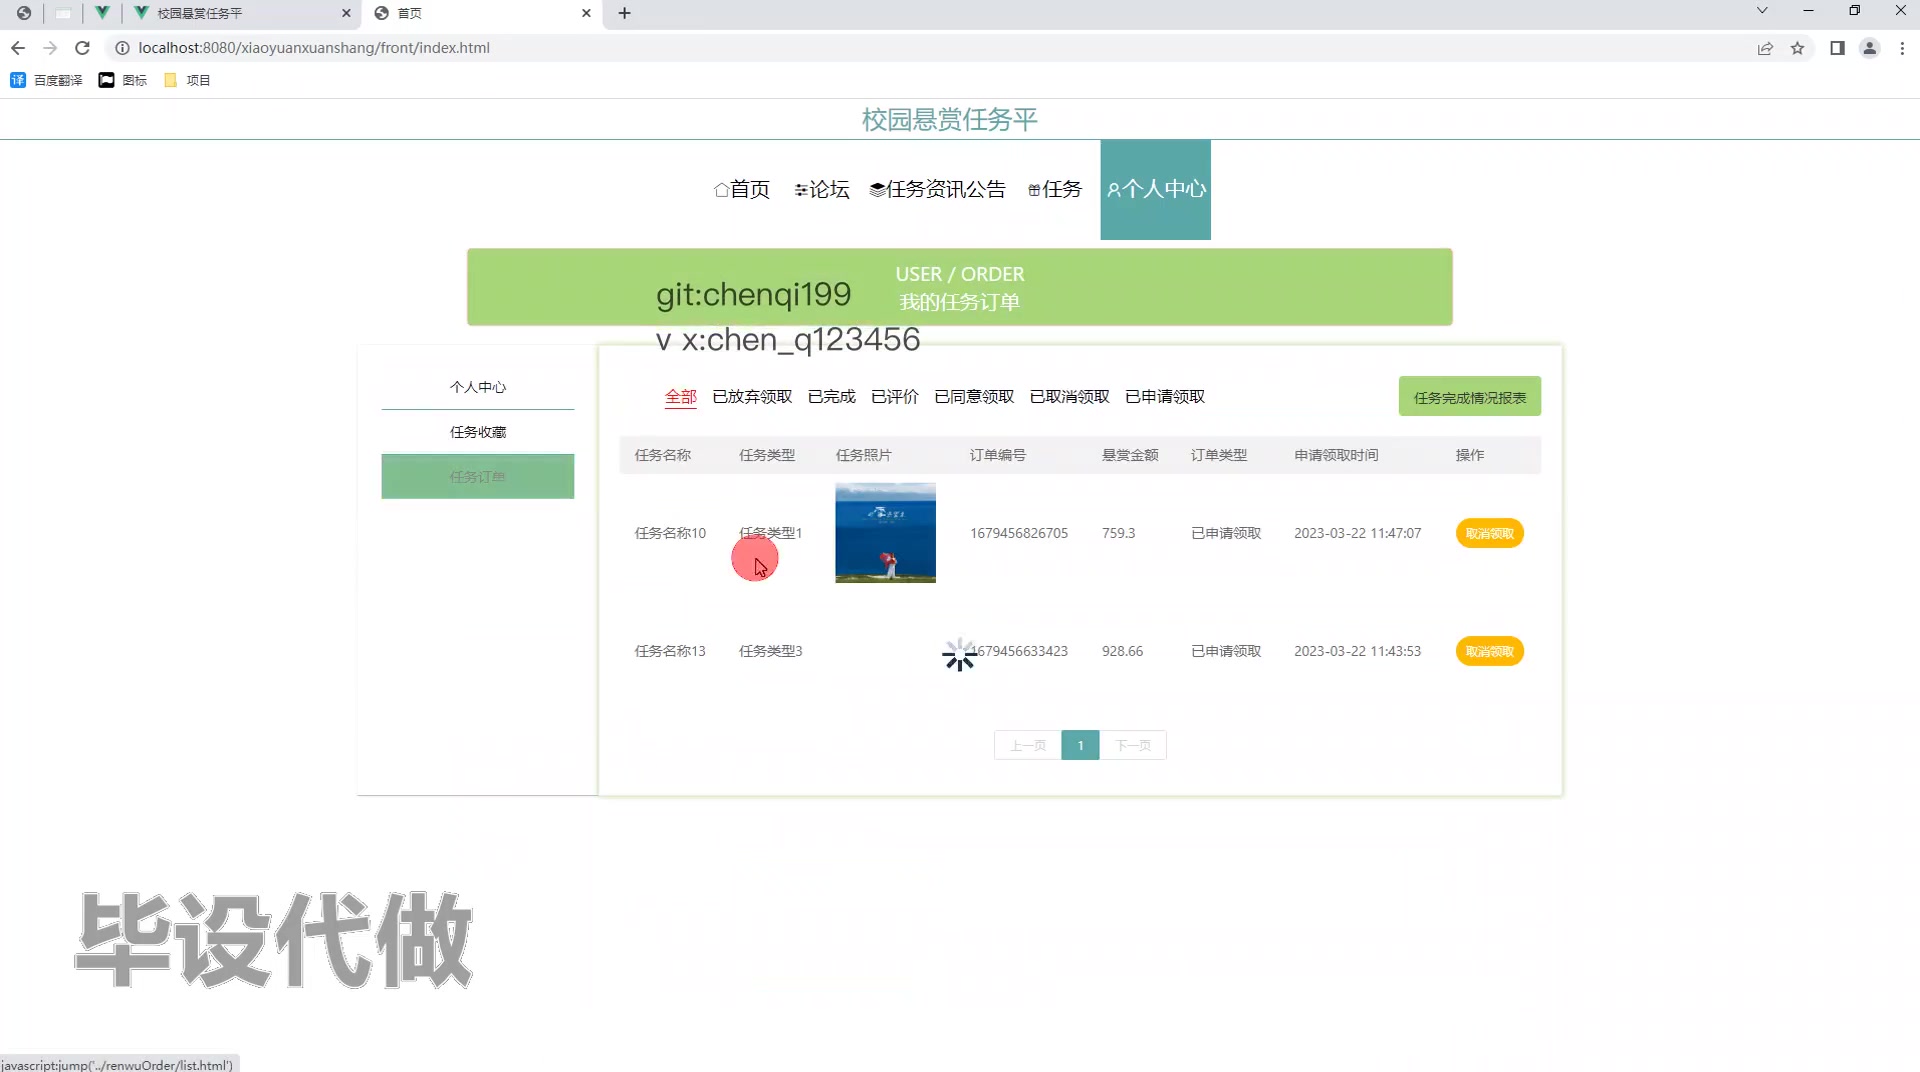 校园悬赏任务平
首页
localhost:8080/xiaoyuanxuanshang/front/index.html
百度翻译 图标 项目
校园悬赏任务平
首页 论坛 任务资讯公告 任务 个人中心
USER / ORDER
git:chenqi199
我的任务订单
v x:chen_q123456
个人中心
任务收藏
任务订单
全部 已放弃领取 已完成 已评价 已同意领取 已取消领取 已申请领取 任务完成情况报表
任务名称 任务类型 任务照片 订单编号 悬赏金额 订单类型 申请领取时间 操作
任务名称10 任务类型1 1679456826705 759.3 已申请领取 2023-03-22 11:47:07 取消领取
任务名称13 任务类型3 1679456633423 928.66 已申请领取 2023-03-22 11:43:53 取消领取
上一页 1 下一页
毕设代做
javascript:jump('../renwuOrder/list.html')